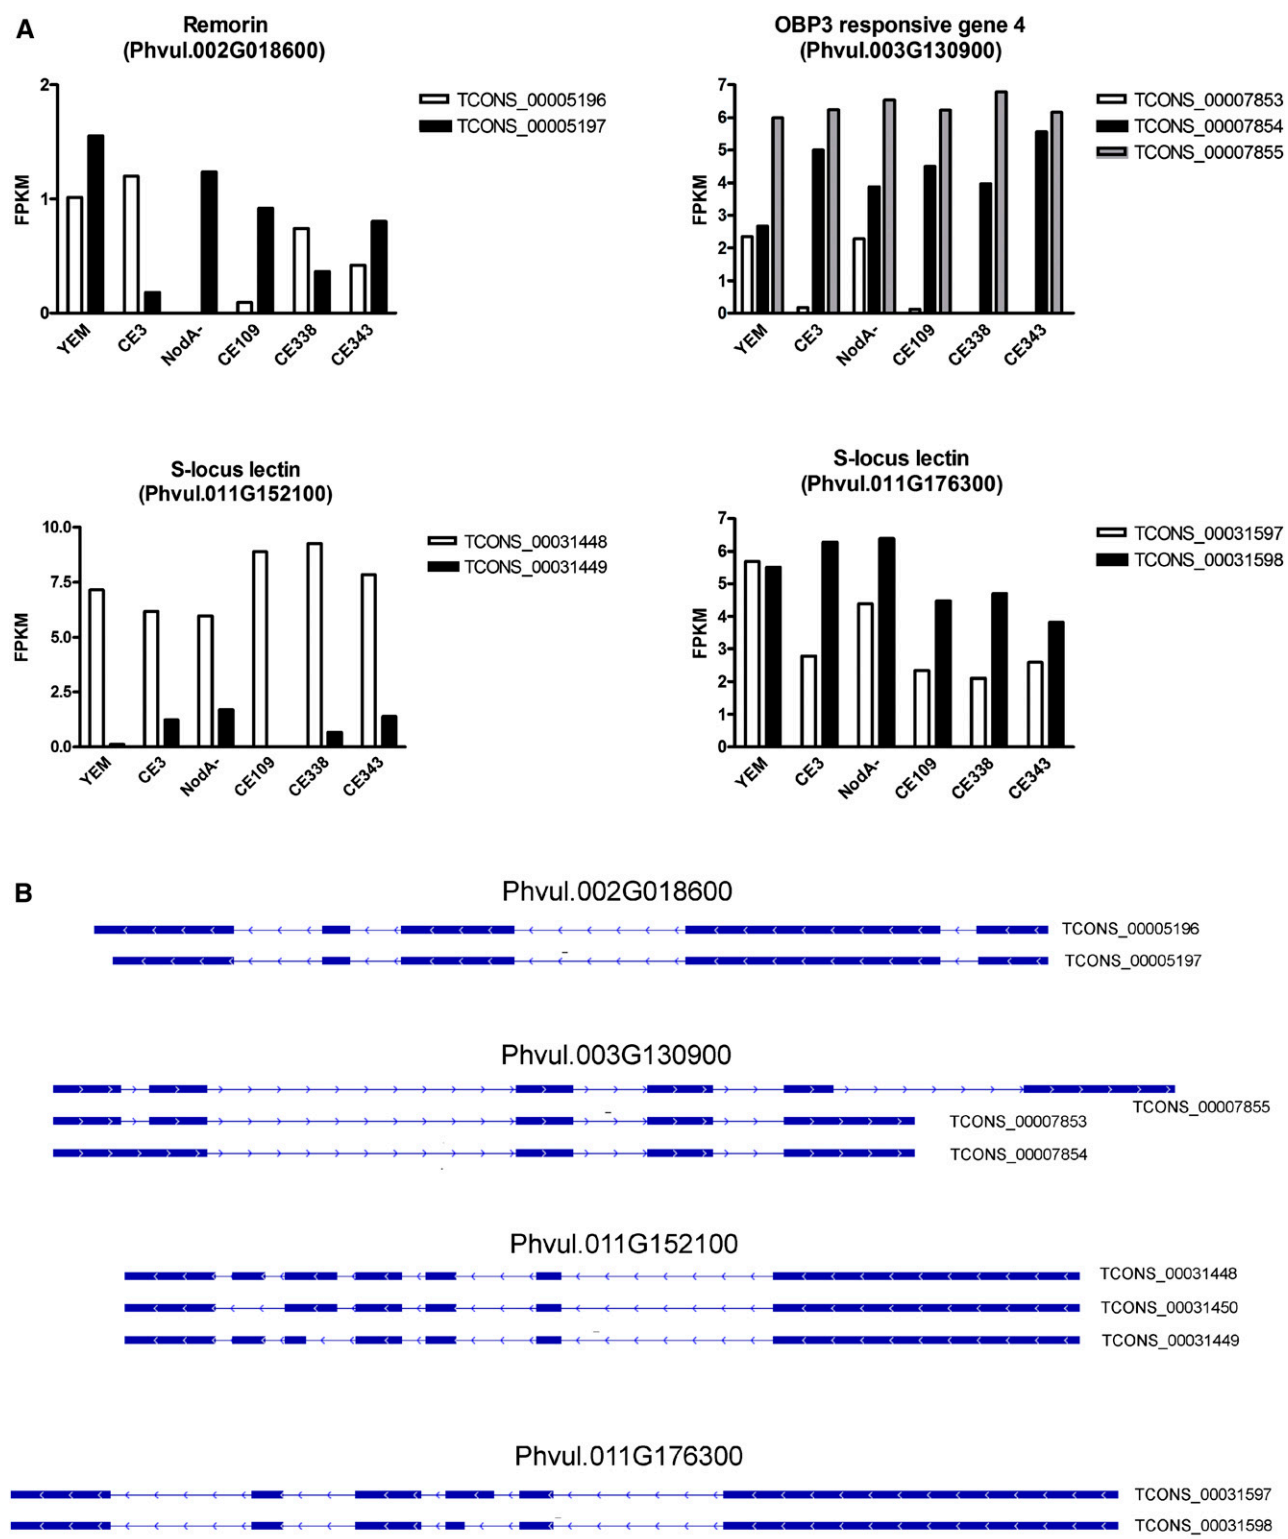 A
Remorin
(Phvul.002G018600)
2
1
0
FPKM
YEM
CE3
NodA-
CE109
CE338
CE343
TCONS_00005196
TCONS_00005197
OBP3 responsive gene 4
(Phvul.003G130900)
7
6
5
4
3
2
1
0
FPKM
YEM
CE3
NodA-
CE109
CE338
CE343
TCONS_00007853
TCONS_00007854
TCONS_00007855
S-locus lectin
(Phvul.011G152100)
10.0
7.5
5.0
2.5
0.0
FPKM
YEM
CE3
NodA-
CE109
CE338
CE343
TCONS_00031448
TCONS_00031449
S-locus lectin
(Phvul.011G176300)
7
6
5
4
3
2
1
0
FPKM
YEM
CE3
NodA-
CE109
CE338
CE343
TCONS_00031597
TCONS_00031598
B
Phvul.002G018600
TCONS_00005196
TCONS_00005197
Phvul.003G130900
TCONS_00007855
TCONS_00007853
TCONS_00007854
Phvul.011G152100
TCONS_00031448
TCONS_00031450
TCONS_00031449
Phvul.011G176300
TCONS_00031597
TCONS_00031598